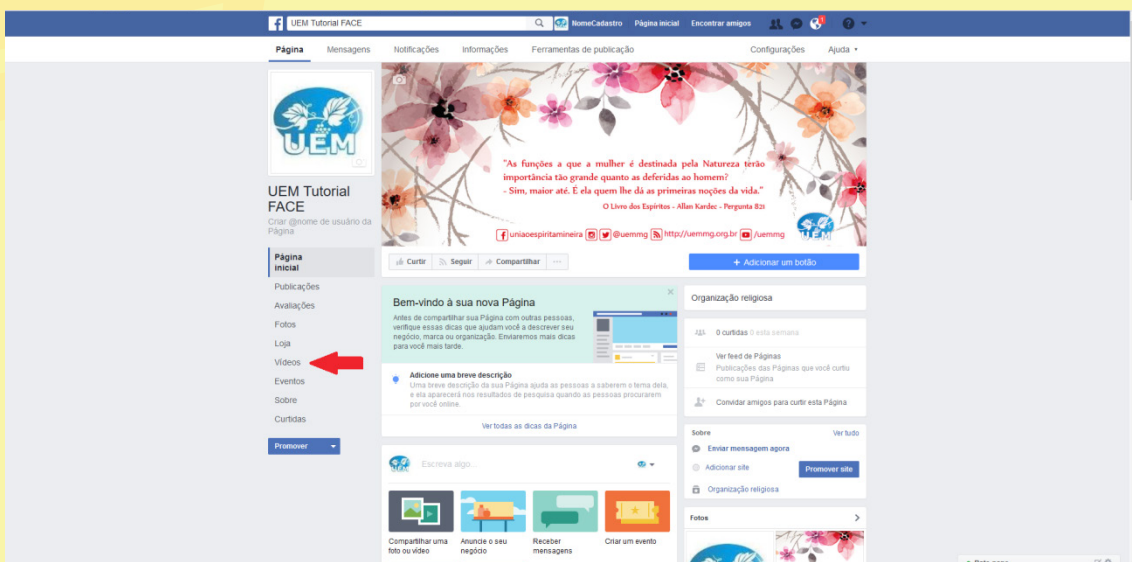 UEM Tutorial FACE
NomeCadastro Página inicial Encontrar amigos
1
Página Mensagens Notificações Informações Ferramentas de publicação Configurações Ajuda
UEM
UEM Tutorial
FACE
Criar @nome de usuário da
Página
Página
inicial
Publicações
Avaliações
Fotos
Loja
Vídeos
Eventos
Sobre
Curtidas
Promover
"As funções a que a mulher é destinada pela Natureza terão
importância tão grande quanto as deferidas ao homem?
- Sim, maior até. É ela quem lhe dá as primeiras noções da vida."
O Livro dos Espíritos - Allan Kardec - Pergunta 821
uniaoespiritamineira @uemmg http://uemmg.org.br /uemmg
UEM
Curtir Seguir Compartilhar ...
+ Adicionar um botão
Bem-vindo à sua nova Página
Antes de compartilhar sua Página com outras pessoas,
verifique essas dicas que ajudam você a descrever seu
negócio, marca ou organização. Enviaremos mais dicas
para você mais tarde.
Adicione uma breve descrição
Uma breve descrição da sua Página ajuda as pessoas a saberem o tema dela,
e ela aparecerá nos resultados de pesquisa quando as pessoas procurarem
por você online.
Ver todas as dicas da Página
UEM
Escreva algo...
Compartilhar uma
foto ou vídeo
Anuncie o seu
negócio
Receber
mensagens
Criar um evento
Organização religiosa
0 curtidas 0 esta semana
Ver feed de Páginas
Publicações das Páginas que você curtiu
como sua Página
Convidar amigos para curtir esta Página
Sobre Ver tudo
Enviar mensagem agora
Adicionar site Promover site
Organização religiosa
Fotos